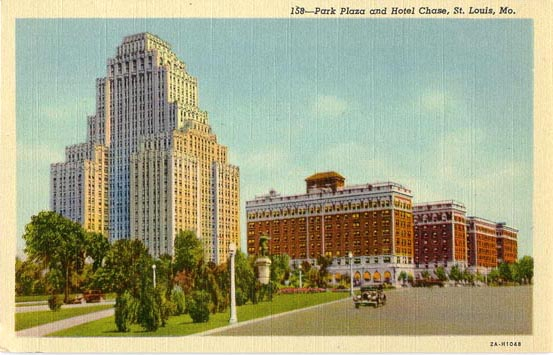 158—Park Plaza and Hotel Chase, St. Louis, Mo.
2A-H1048